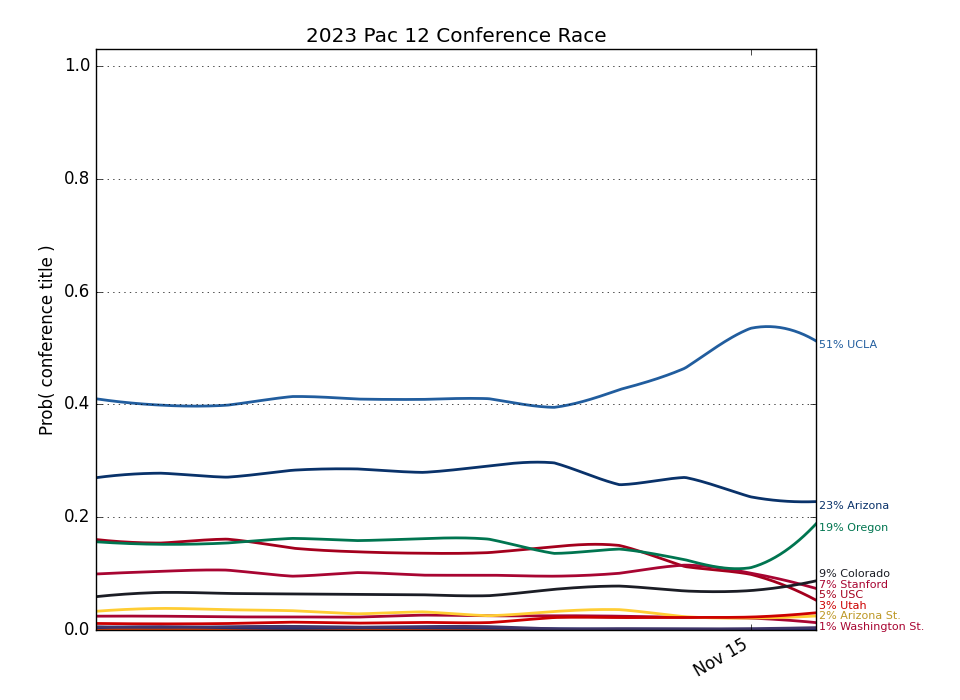 2023 Pac 12 Conference Race
Prob( conference title )
1.0
0.8
0.6
0.4
0.2
0.0
51% UCLA
23% Arizona
19% Oregon
9% Colorado
7% Stanford
5% USC
3% Utah
2% Arizona St.
1% Washington St.
Nov 15